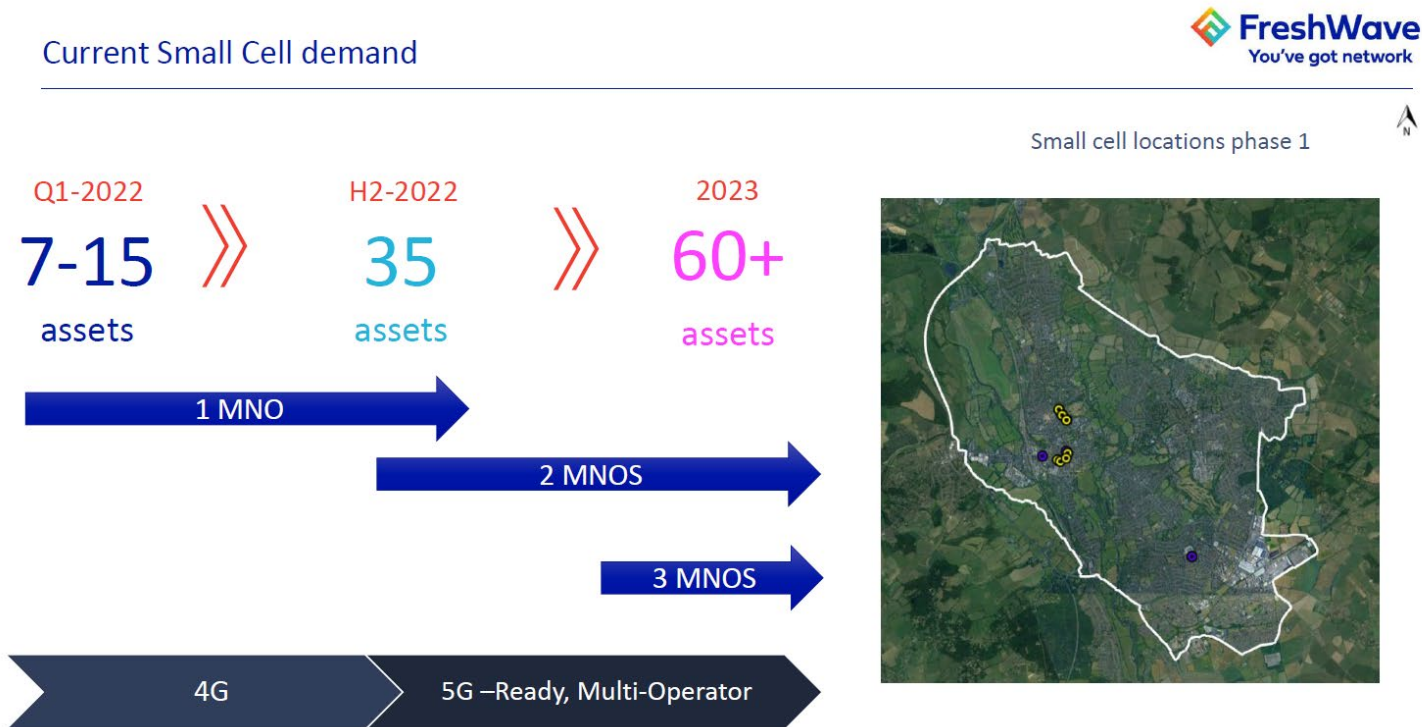 Current Small Cell demand
FreshWave
You've got network
Small cell locations phase 1
N
Q1-2022
7-15
assets
H2-2022
35
assets
2023
60+
assets
1 MNO
2 MNOS
3 MNOS
4G
5G –Ready, Multi-Operator